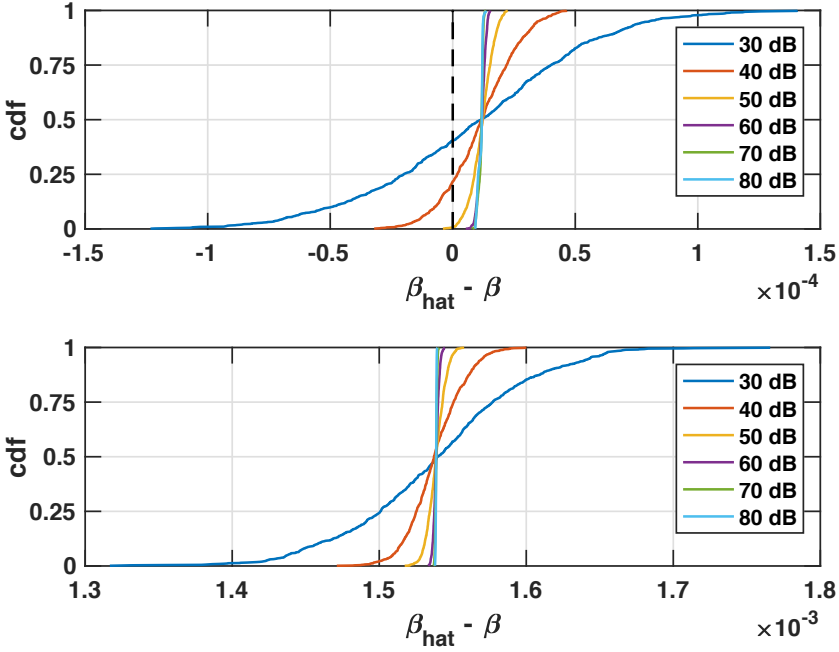 1
0.75
0.5
0.25
0
cdf
-1.5
-1
-0.5
0
0.5
1
1.5
β_hat - β
×10^-4
30 dB
40 dB
50 dB
60 dB
70 dB
80 dB
1
0.75
0.5
0.25
0
cdf
1.3
1.4
1.5
1.6
1.7
1.8
β_hat - β
×10^-3
30 dB
40 dB
50 dB
60 dB
70 dB
80 dB